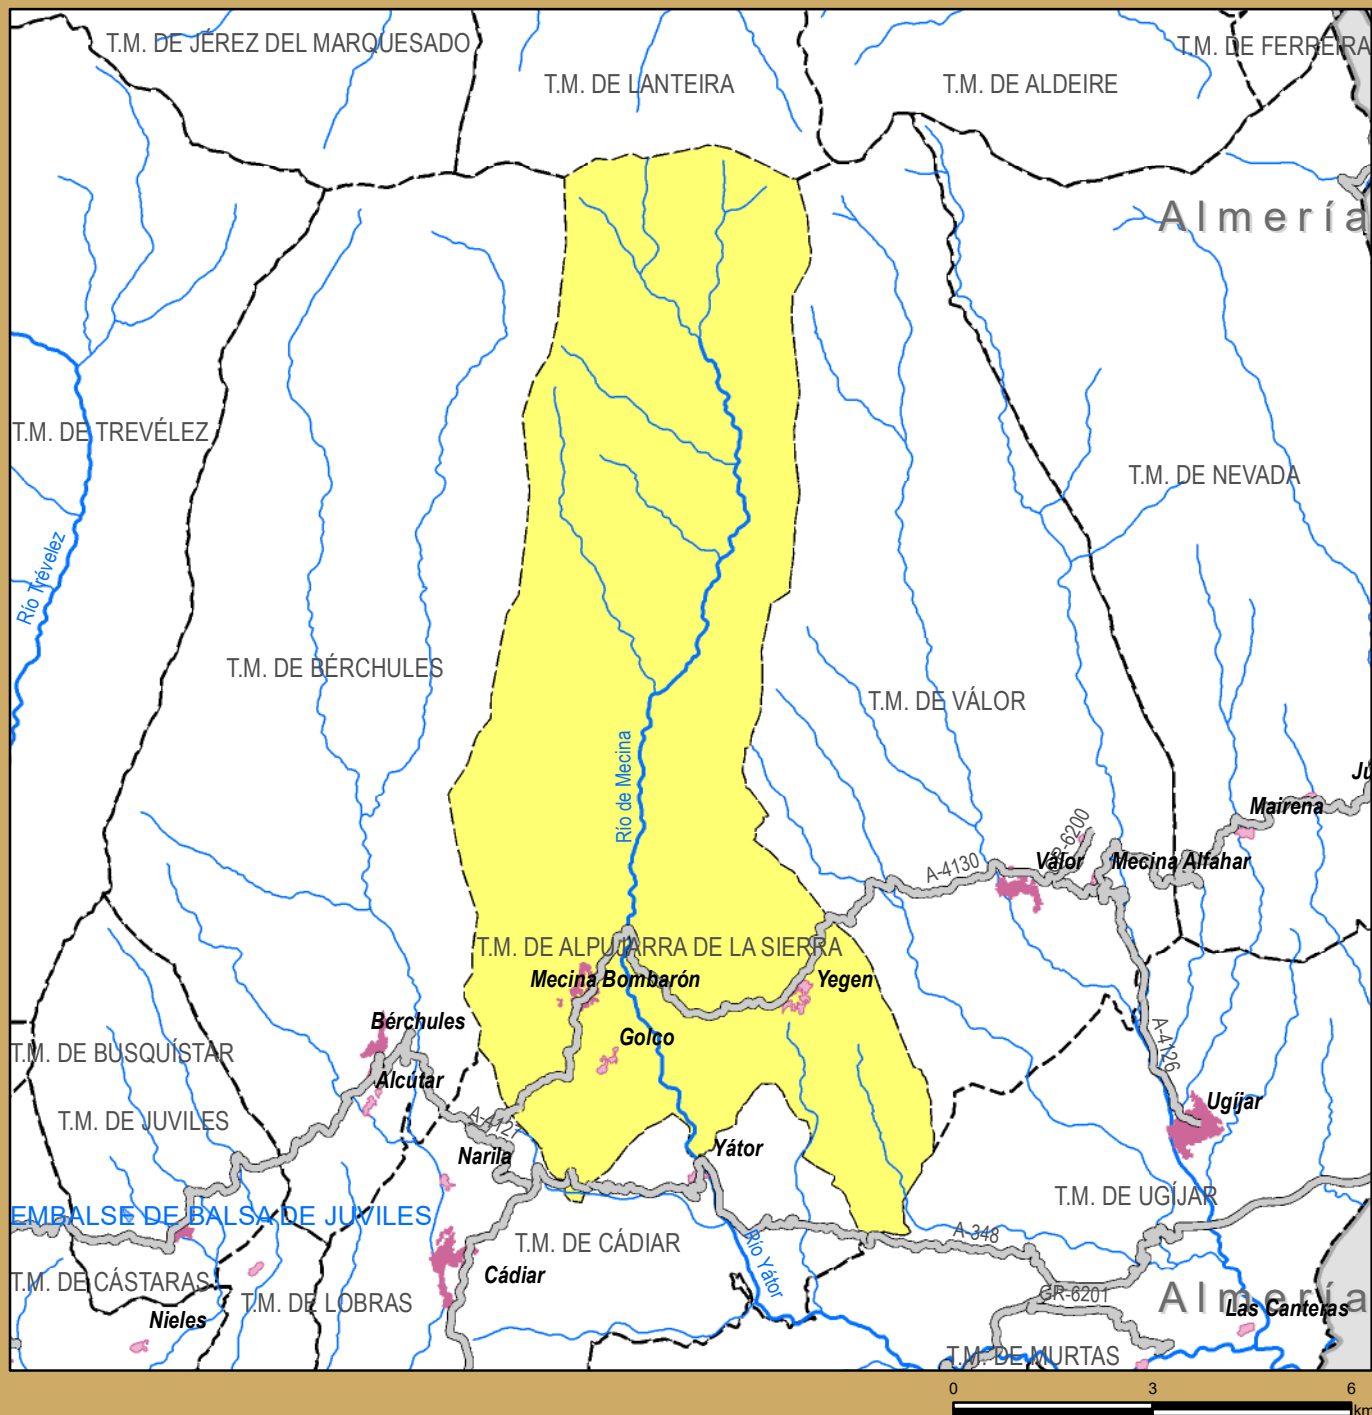 T.M. DE JEREZ DEL MARQUESADO
T.M. DE FERREIRA
T.M. DE LANTEIRA
T.M. DE ALDEIRE
Almería
T.M. DE TREVÉLEZ
T.M. DE NEVADA
Río Trévelez
T.M. DE BÉRCHULES
T.M. DE VÁLOR
Río de Mecina
Ju
Mairena
GR-6200
A-4130
Válor
Mecina Alfahar
T.M. DE ALPUJARRA DE LA SIERRA
Mecina Bombarón
Yegen
Bérchules
Golco
T.M. DE BUSQUÍSTAR
A-4126
Alcútar
Ugíjar
T.M. DE JUVILES
A-4127
Narila
Yátor
T.M. DE UGÍJAR
EMBALSE DE BALSA DE JUVILES
A-348
T.M. DE CÁDIAR
Río Yátor
Cádiar
T.M. DE CÁSTARAS
GR-6201
Almería
T.M. DE LOBRAS
Las Canteras
Nieles
T.M. DE MURTAS
0 3 6
km